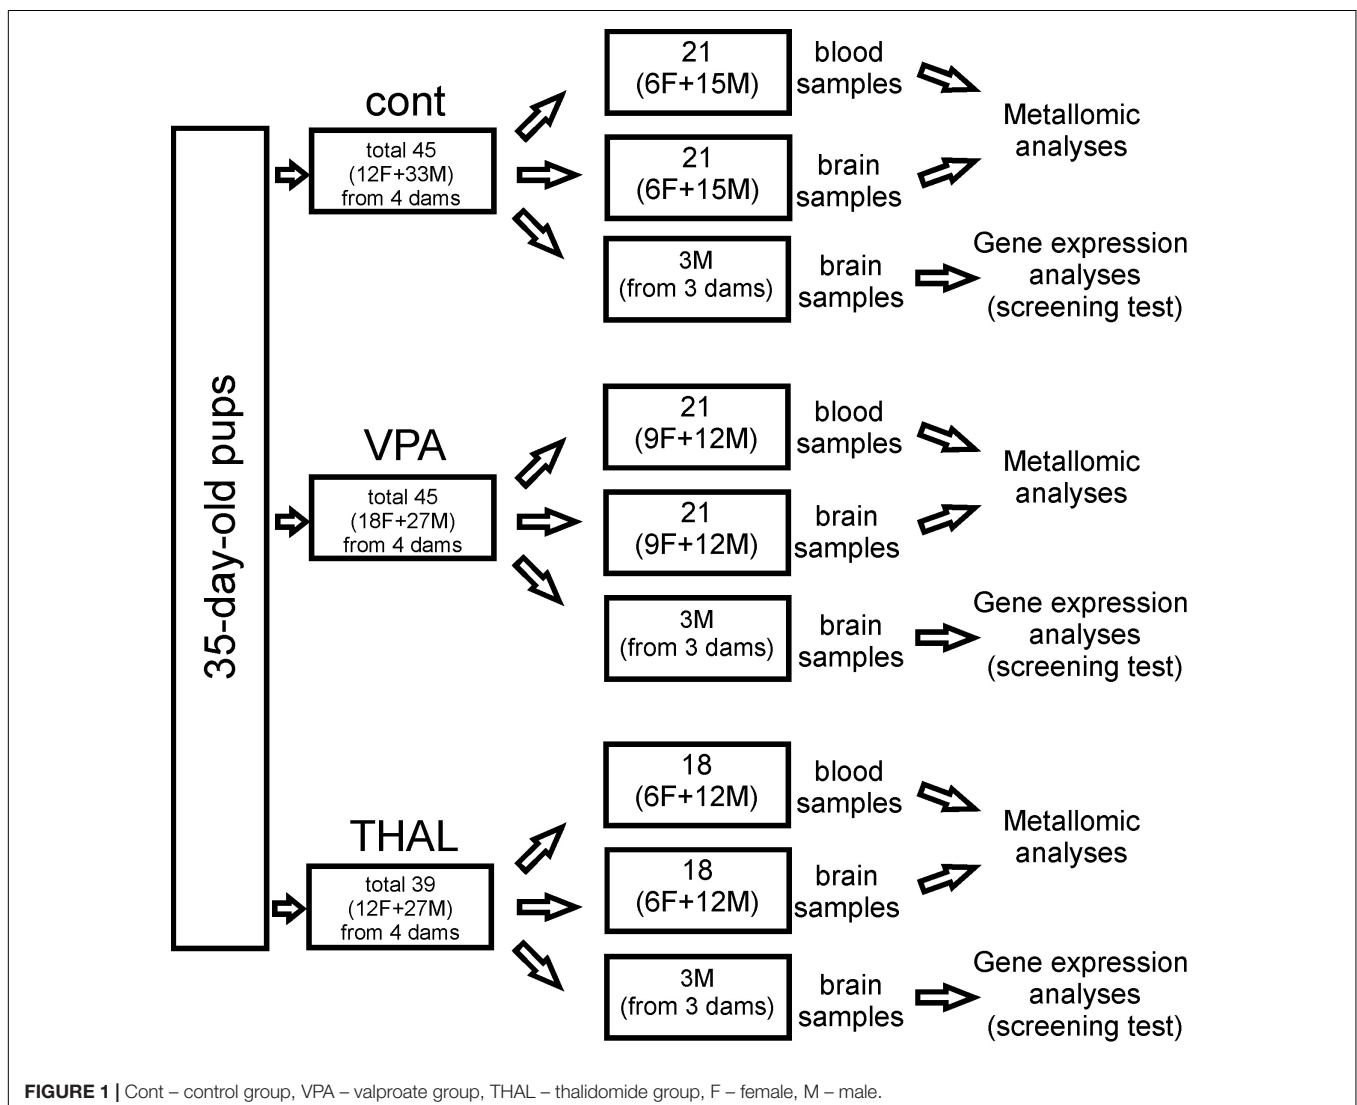 35-day-old pups
cont
total 45
(12F+33M)
from 4 dams
21
(6F+15M)
blood
samples
21
(6F+15M)
brain
samples
Metallomic
analyses
3M
(from 3 dams)
brain
samples
Gene expression
analyses
(screening test)
VPA
total 45
(18F+27M)
from 4 dams
21
(9F+12M)
blood
samples
21
(9F+12M)
brain
samples
Metallomic
analyses
3M
(from 3 dams)
brain
samples
Gene expression
analyses
(screening test)
THAL
total 39
(12F+27M)
from 4 dams
18
(6F+12M)
blood
samples
18
(6F+12M)
brain
samples
Metallomic
analyses
3M
(from 3 dams)
brain
samples
Gene expression
analyses
(screening test)
FIGURE 1 | Cont – control group, VPA – valproate group, THAL – thalidomide group, F – female, M – male.